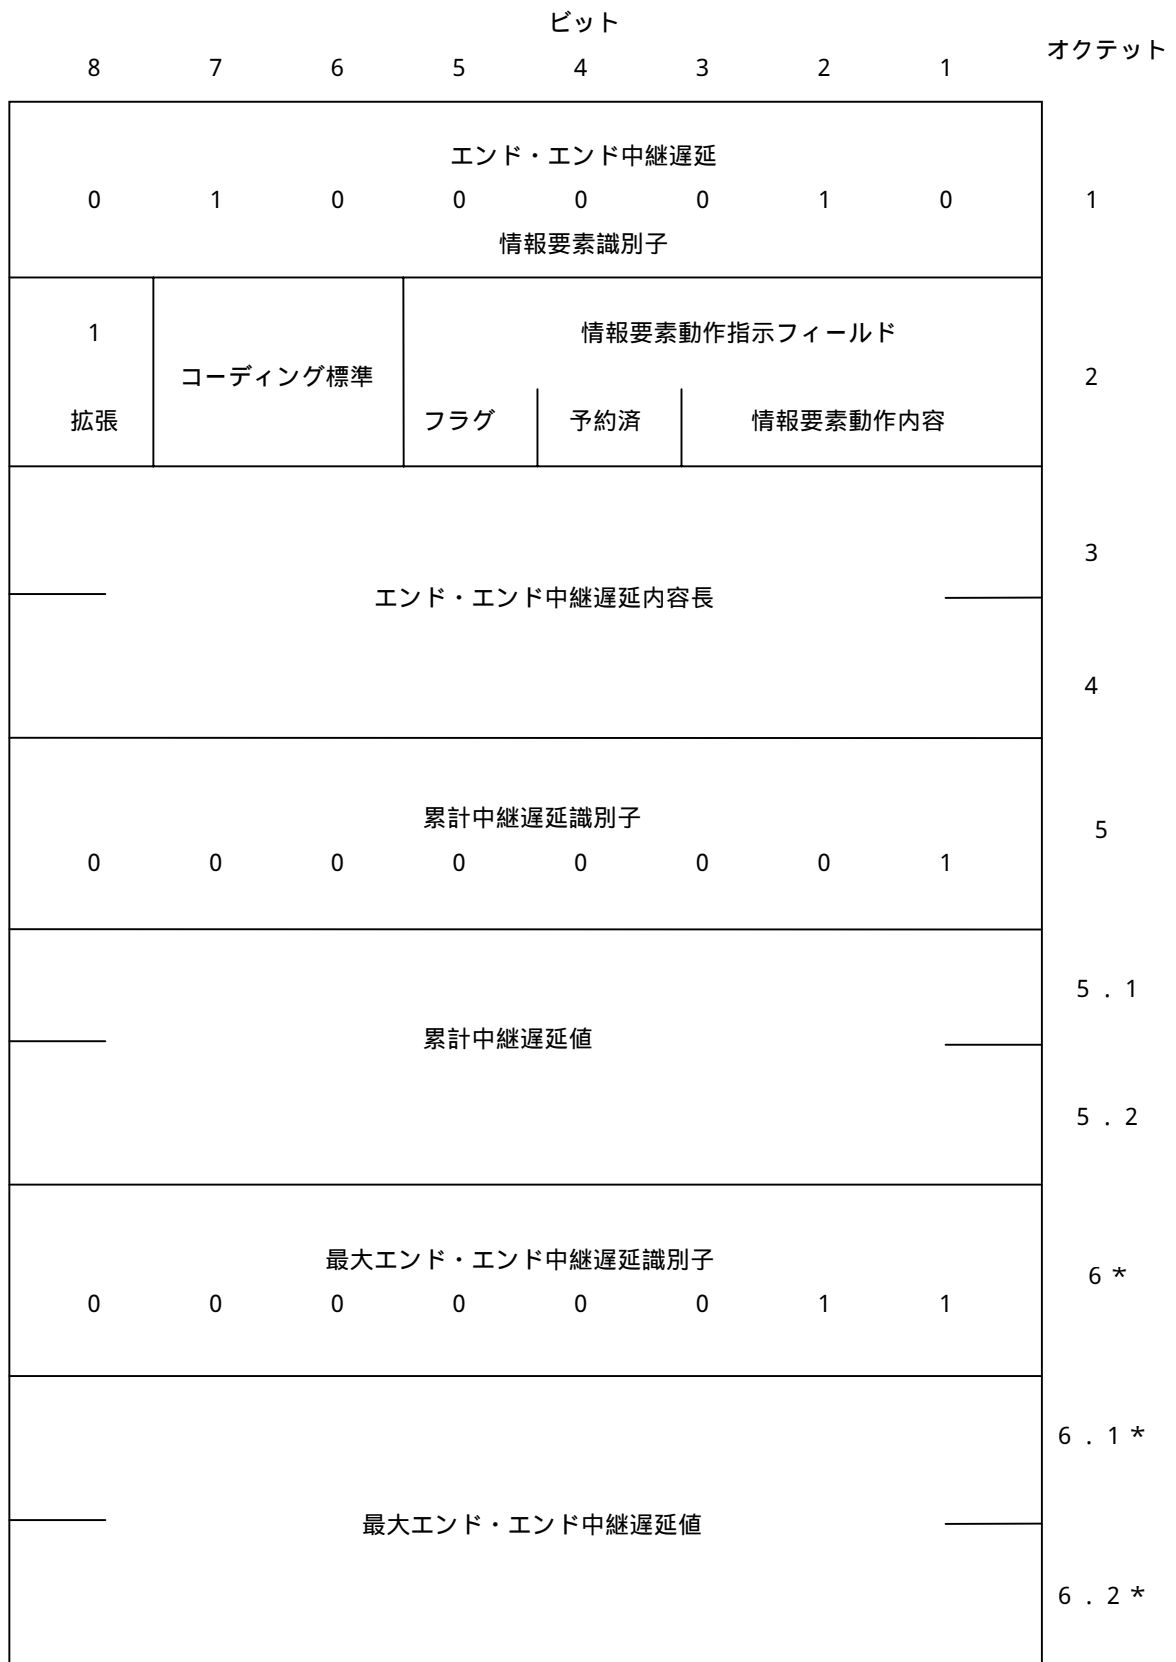 ビット
オクテット
8 7 6 5 4 3 2 1
エンド・エンド中継遅延
0 1 0 0 0 0 1 0 1
情報要素識別子
1 情報要素動作指示フィールド
コーディング標準 2
拡張 フラグ 予約済 情報要素動作内容
3
エンド・エンド中継遅延内容長
4
累計中継遅延識別子
5
0 0 0 0 0 0 0 1
5.1
累計中継遅延値
5.2
最大エンド・エンド中継遅延識別子
6*
0 0 0 0 0 0 1 1
6.1*
最大エンド・エンド中継遅延値
6.2*